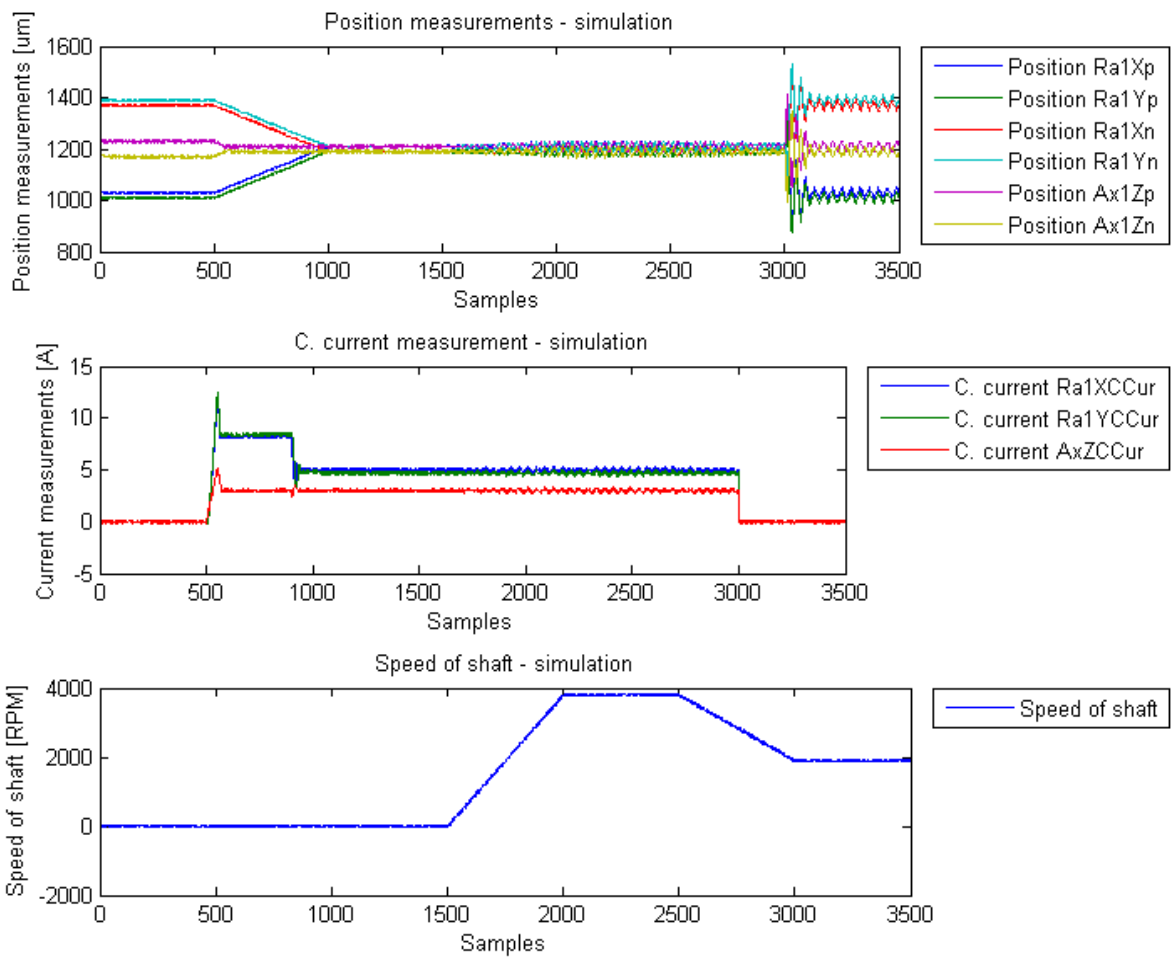 Position measurements - simulation
Position measurements [um]
1600
1400
1200
1000
800
0 500 1000 1500 2000 2500 3000 3500
Samples
Position Ra1Xp
Position Ra1Yp
Position Ra1Xn
Position Ra1Yn
Position Ax1Zp
Position Ax1Zn
C. current measurement - simulation
Current measurements [A]
15
10
5
0
-5
0 500 1000 1500 2000 2500 3000 3500
Samples
C. current Ra1XCCur
C. current Ra1YCCur
C. current AxZCCur
Speed of shaft - simulation
Speed of shaft [RPM]
4000
2000
0
-2000
0 500 1000 1500 2000 2500 3000 3500
Samples
Speed of shaft